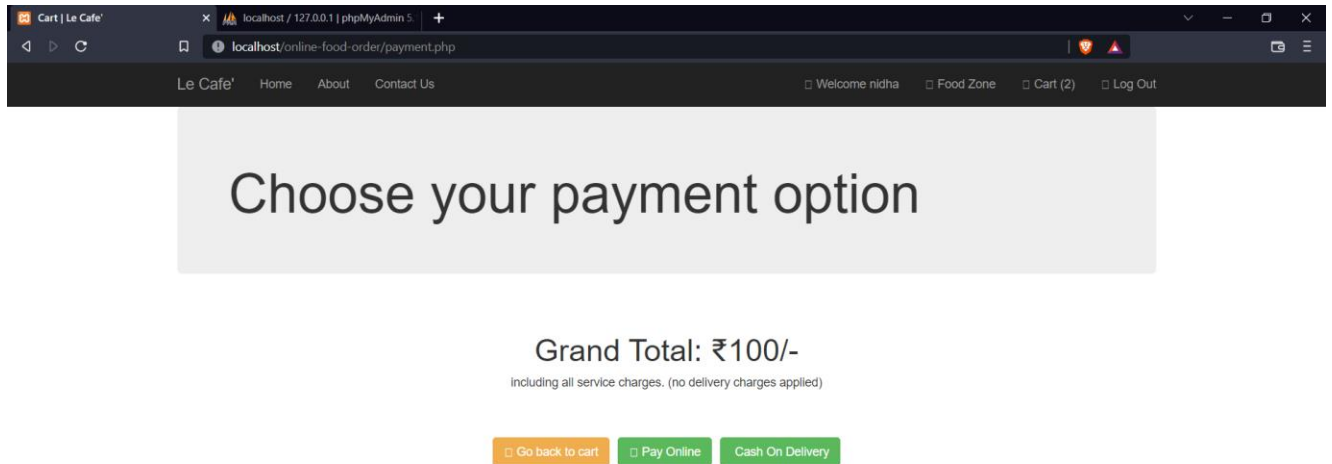 Cart | Le Cafe'
localhost / 127.0.0.1 | phpMyAdmin 5.
localhost/online-food-order/payment.php
Le Cafe' Home About Contact Us Welcome nidha Food Zone Cart (2) Log Out
Choose your payment option
Grand Total: ₹100/-
including all service charges. (no delivery charges applied)
Go back to cart Pay Online Cash On Delivery